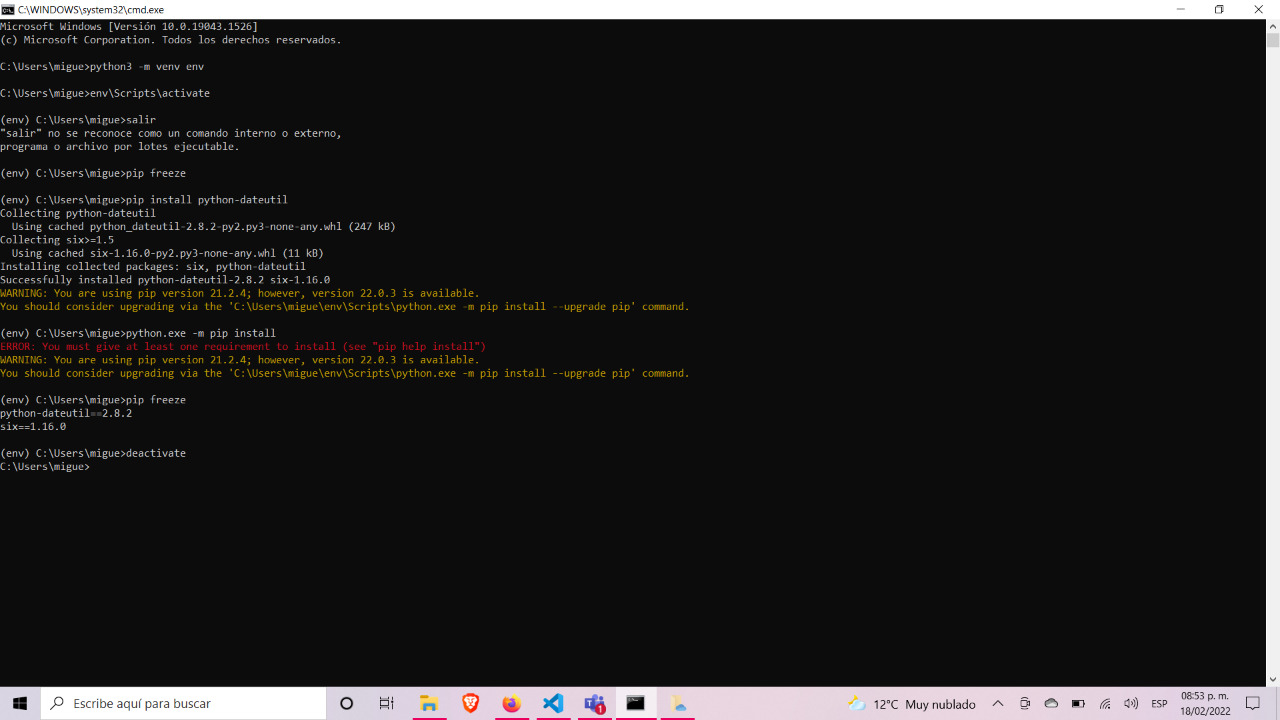 C:\WINDOWS\system32\cmd.exe
Microsoft Windows [Versión 10.0.19043.1526]
(c) Microsoft Corporation. Todos los derechos reservados.
C:\Users\migue>python3 -m venv env
C:\Users\migue>env\Scripts\activate
(env) C:\Users\migue>salir
"salir" no se reconoce como un comando interno o externo,
programa o archivo por lotes ejecutable.
(env) C:\Users\migue>pip freeze
(env) C:\Users\migue>pip install python-dateutil
Collecting python-dateutil
  Using cached python_dateutil-2.8.2-py2.py3-none-any.whl (247 kB)
Collecting six>=1.5
  Using cached six-1.16.0-py2.py3-none-any.whl (11 kB)
Installing collected packages: six, python-dateutil
Successfully installed python-dateutil-2.8.2 six-1.16.0
WARNING: You are using pip version 21.2.4; however, version 22.0.3 is available.
You should consider upgrading via the 'C:\Users\migue\env\Scripts\python.exe -m pip install --upgrade pip' command.
(env) C:\Users\migue>python.exe -m pip install
ERROR: You must give at least one requirement to install (see "pip help install")
WARNING: You are using pip version 21.2.4; however, version 22.0.3 is available.
You should consider upgrading via the 'C:\Users\migue\env\Scripts\python.exe -m pip install --upgrade pip' command.
(env) C:\Users\migue>pip freeze
python-dateutil==2.8.2
six==1.16.0
(env) C:\Users\migue>deactivate
C:\Users\migue>
Escribe aquí para buscar
1
12°C Muy nublado
ESP
08:53 p. m.
18/02/2022